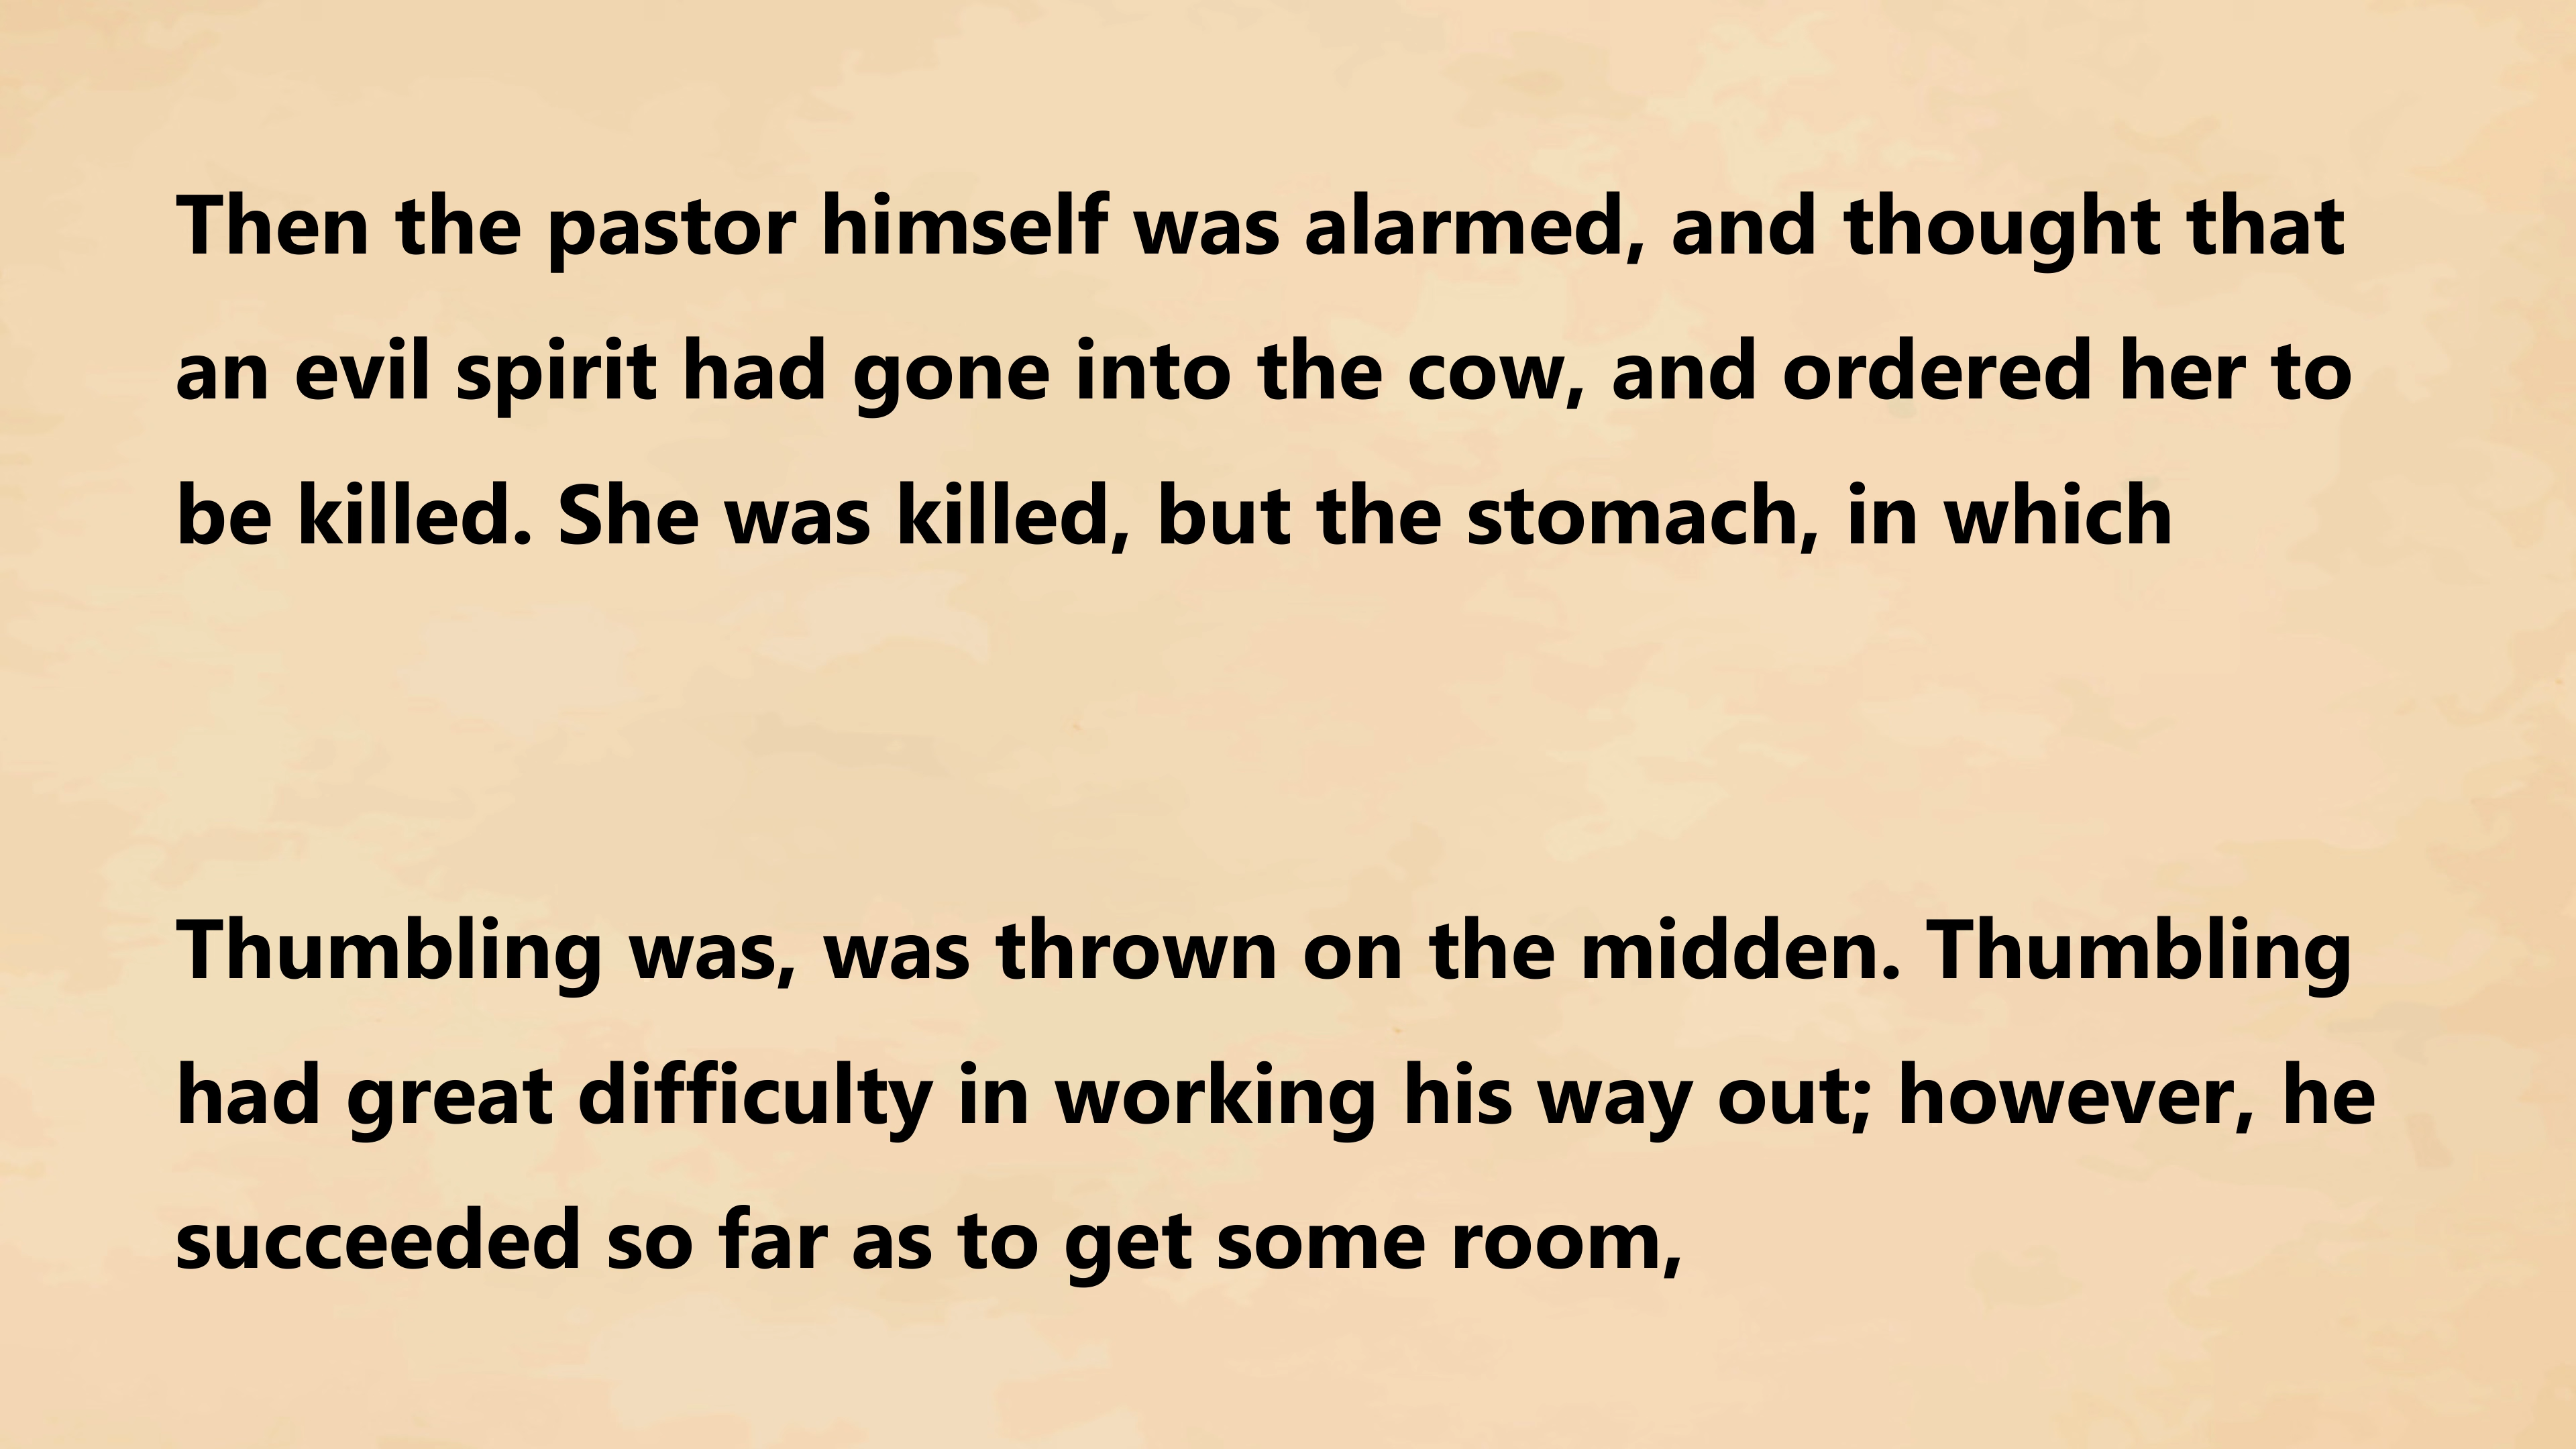 Then the pastor himself was alarmed, and thought that
an evil spirit had gone into the cow, and ordered her to
be killed. She was killed, but the stomach, in which
Thumbling was, was thrown on the midden. Thumbling
had great difficulty in working his way out; however, he
succeeded so far as to get some room,